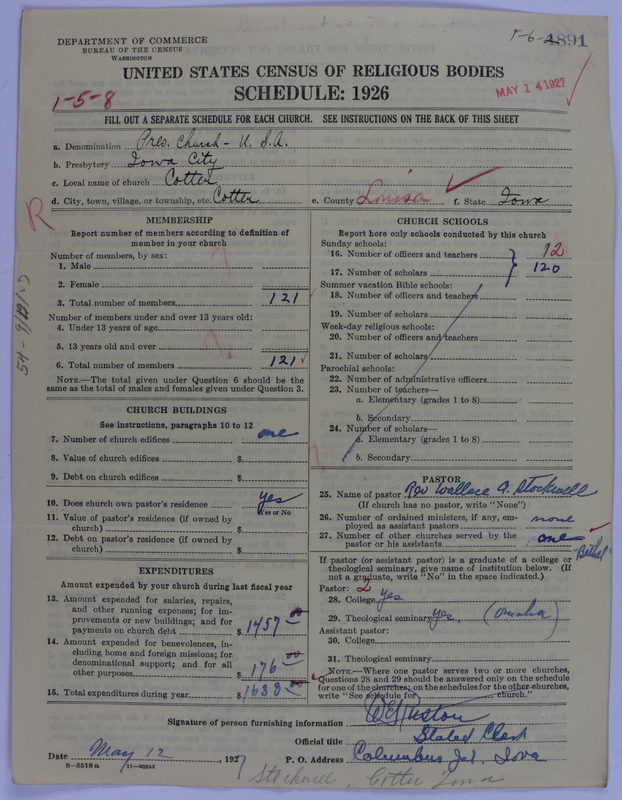 1-6-2891
DEPARTMENT OF COMMERCE
BUREAU OF THE CENSUS
WASHINGTON
UNITED STATES CENSUS OF RELIGIOUS BODIES
SCHEDULE: 1926
1-5-8
MAY 14 1927
FILL OUT A SEPARATE SCHEDULE FOR EACH CHURCH. SEE INSTRUCTIONS ON THE BACK OF THIS SHEET
a. Denomination Pres. Church - U.S.A.
b. Presbytery Iowa City
c. Local name of church Cotter
d. City, town, village, or township, etc. Cotter e. County Louisa f. State Iowa
R
MEMBERSHIP
Report number of members according to definition of
member in your church
Number of members, by sex:
1. Male
2. Female
3. Total number of members 121
Number of members under and over 13 years old:
4. Under 13 years of age
5. 13 years old and over
6. Total number of members 121
NOTE.—The total given under Question 6 should be the
same as the total of males and females given under Question 3.
CHURCH BUILDINGS
See instructions, paragraphs 10 to 12
7. Number of church edifices one
8. Value of church edifices $
9. Debt on church edifices $
10. Does church own pastor's residence yes
Yes or No
11. Value of pastor's residence (if owned by
church) $
12. Debt on pastor's residence (if owned by
church) $
EXPENDITURES
Amount expended by your church during last fiscal year
13. Amount expended for salaries, repairs,
and other running expenses; for im-
provements or new buildings; and for
payments on church debt $ 1457 00
14. Amount expended for benevolences, in-
cluding home and foreign missions; for
denominational support; and for all
other purposes $ 176 00
15. Total expenditures during year $ 1633 00
CHURCH SCHOOLS
Report here only schools conducted by this church
Sunday schools:
16. Number of officers and teachers 12
17. Number of scholars 120
Summer vacation Bible schools:
18. Number of officers and teachers
19. Number of scholars
Week-day religious schools:
20. Number of officers and teachers
21. Number of scholars
Parochial schools:
22. Number of administrative officers
23. Number of teachers—
a. Elementary (grades 1 to 8)
b. Secondary
24. Number of scholars—
a. Elementary (grades 1 to 8)
b. Secondary
PASTOR
25. Name of pastor Rev Wallace A. Stockwell
(If church has no pastor, write "None")
26. Number of ordained ministers, if any, em-
ployed as assistant pastors none
27. Number of other churches served by the
pastor or his assistants one "Bethel"
If pastor (or assistant pastor) is a graduate of a college or
theological seminary, give name of institution below. (If
not a graduate, write "No" in the space indicated.)
Pastor: 2
28. College yes
29. Theological seminary yes, (Omaha)
Assistant pastor:
30. College
31. Theological seminary
NOTE.—Where one pastor serves two or more churches,
Questions 28 and 29 should be answered only on the schedule
for one of the churches; on the schedules for the other churches,
write "See schedule for church."
Signature of person furnishing information
Official title Stated Clerk
Date May 12, 1927 P. O. Address Columbus Jct. Iowa
8-5518a 11-9084d
Stockwell, Cotter Iowa